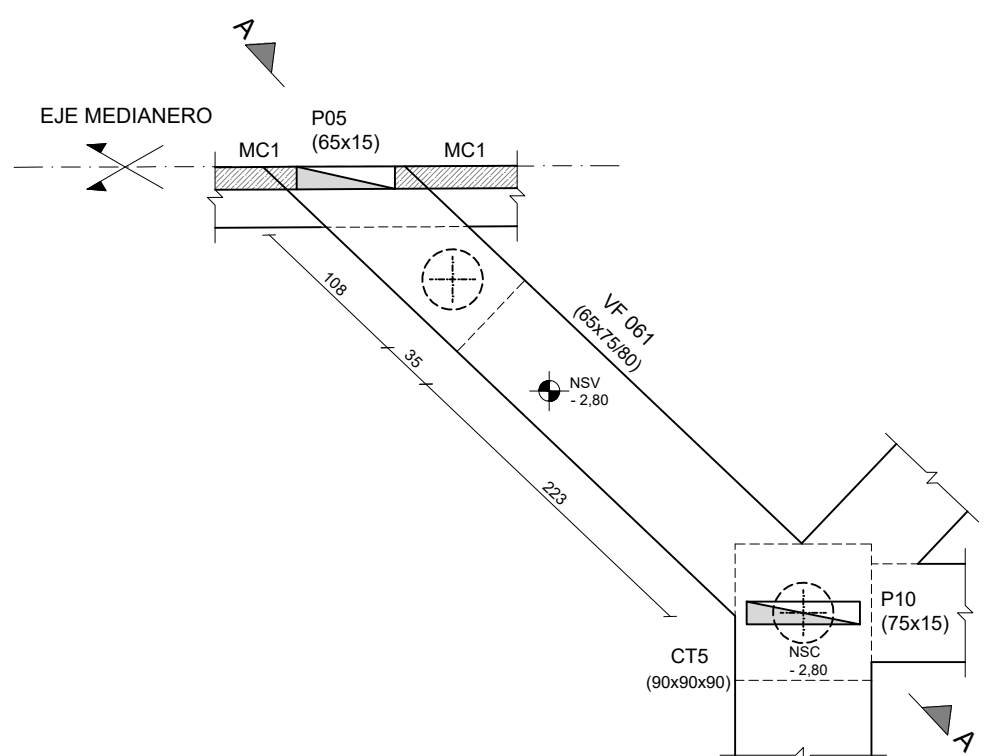 A
EJE MEDIANERO
P05
(65x15)
MC1
MC1
108
35
223
VF 061
(65x75/80)
NSV
- 2,80
P10
(75x15)
NSC
- 2,80
CT5
(90x90x90)
A